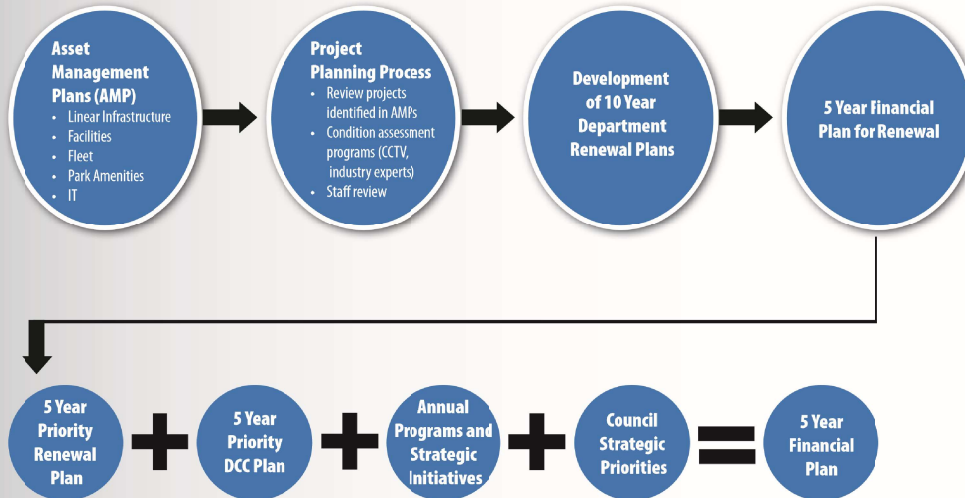 Asset
Management
Plans (AMP)
• Linear Infrastructure
• Facilities
• Fleet
• Park Amenities
• IT
Project
Planning Process
• Review projects
identified in AMPs
• Condition assessment
programs (CCTV,
industry experts)
• Staff review
Development
of 10 Year
Department
Renewal Plans
5 Year Financial
Plan for Renewal
5 Year
Priority
Renewal
Plan
+
5 Year
Priority
DCC Plan
+
Annual
Programs and
Strategic
Initiatives
+
Council
Strategic
Priorities
=
5 Year
Financial
Plan